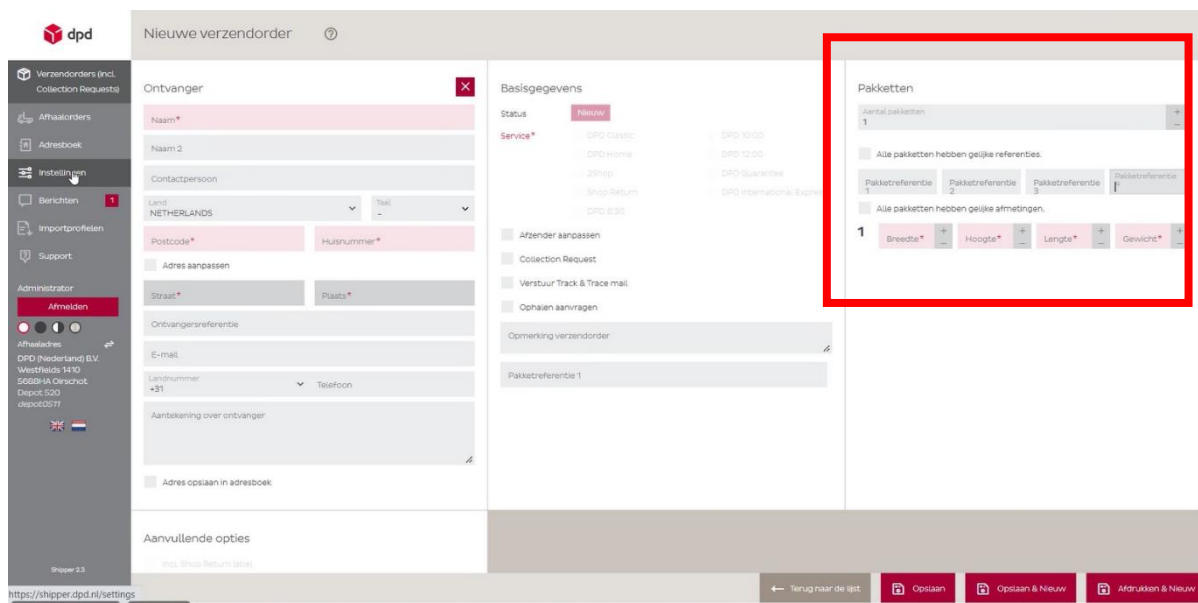 dpd
Nieuwe verzendorder ?
Verzendorders (incl.
Collection Requests)
Afhaalorders
Adresboek
Instellingen
Berichten 1
Importprofielen
Support
Administrator
Afmelden
Afhaaladres
DPD (Nederland) B.V.
Westfields 1410
5688HA Oirschot
Depot 520
depot0511
Shipper 2.3
https://shipper.dpd.nl/settings
Ontvanger
Naam*
Naam 2
Contactpersoon
Land
NETHERLANDS
Taal
-
Postcode* Huisnummer*
Adres aanpassen
Straat* Plaats*
Ontvangersreferentie
E-mail
Landnummer
+31 Telefoon
Aantekening over ontvanger
Adres opslaan in adresboek
Aanvullende opties
Incl. Shop Return label
Basisgegevens
Status Nieuw
Service* DPD Classic DPD 10:00
DPD Home DPD 12:00
2Shop DPD Guarantee
Shop Return DPD International Express
DPD 8:30
Afzender aanpassen
Collection Request
Verstuur Track & Trace mail
Ophalen aanvragen
Opmerking verzendorder
Pakketreferentie 1
Pakketten
Aantal pakketten
1 + -
Alle pakketten hebben gelijke referenties.
Pakketreferentie Pakketreferentie Pakketreferentie Pakketreferentie
1 2 3
Alle pakketten hebben gelijke afmetingen.
1 Breedte* + - Hoogte* + - Lengte* + - Gewicht* + -
← Terug naar de lijst Opslaan Opslaan & Nieuw Afdrukken & Nieuw